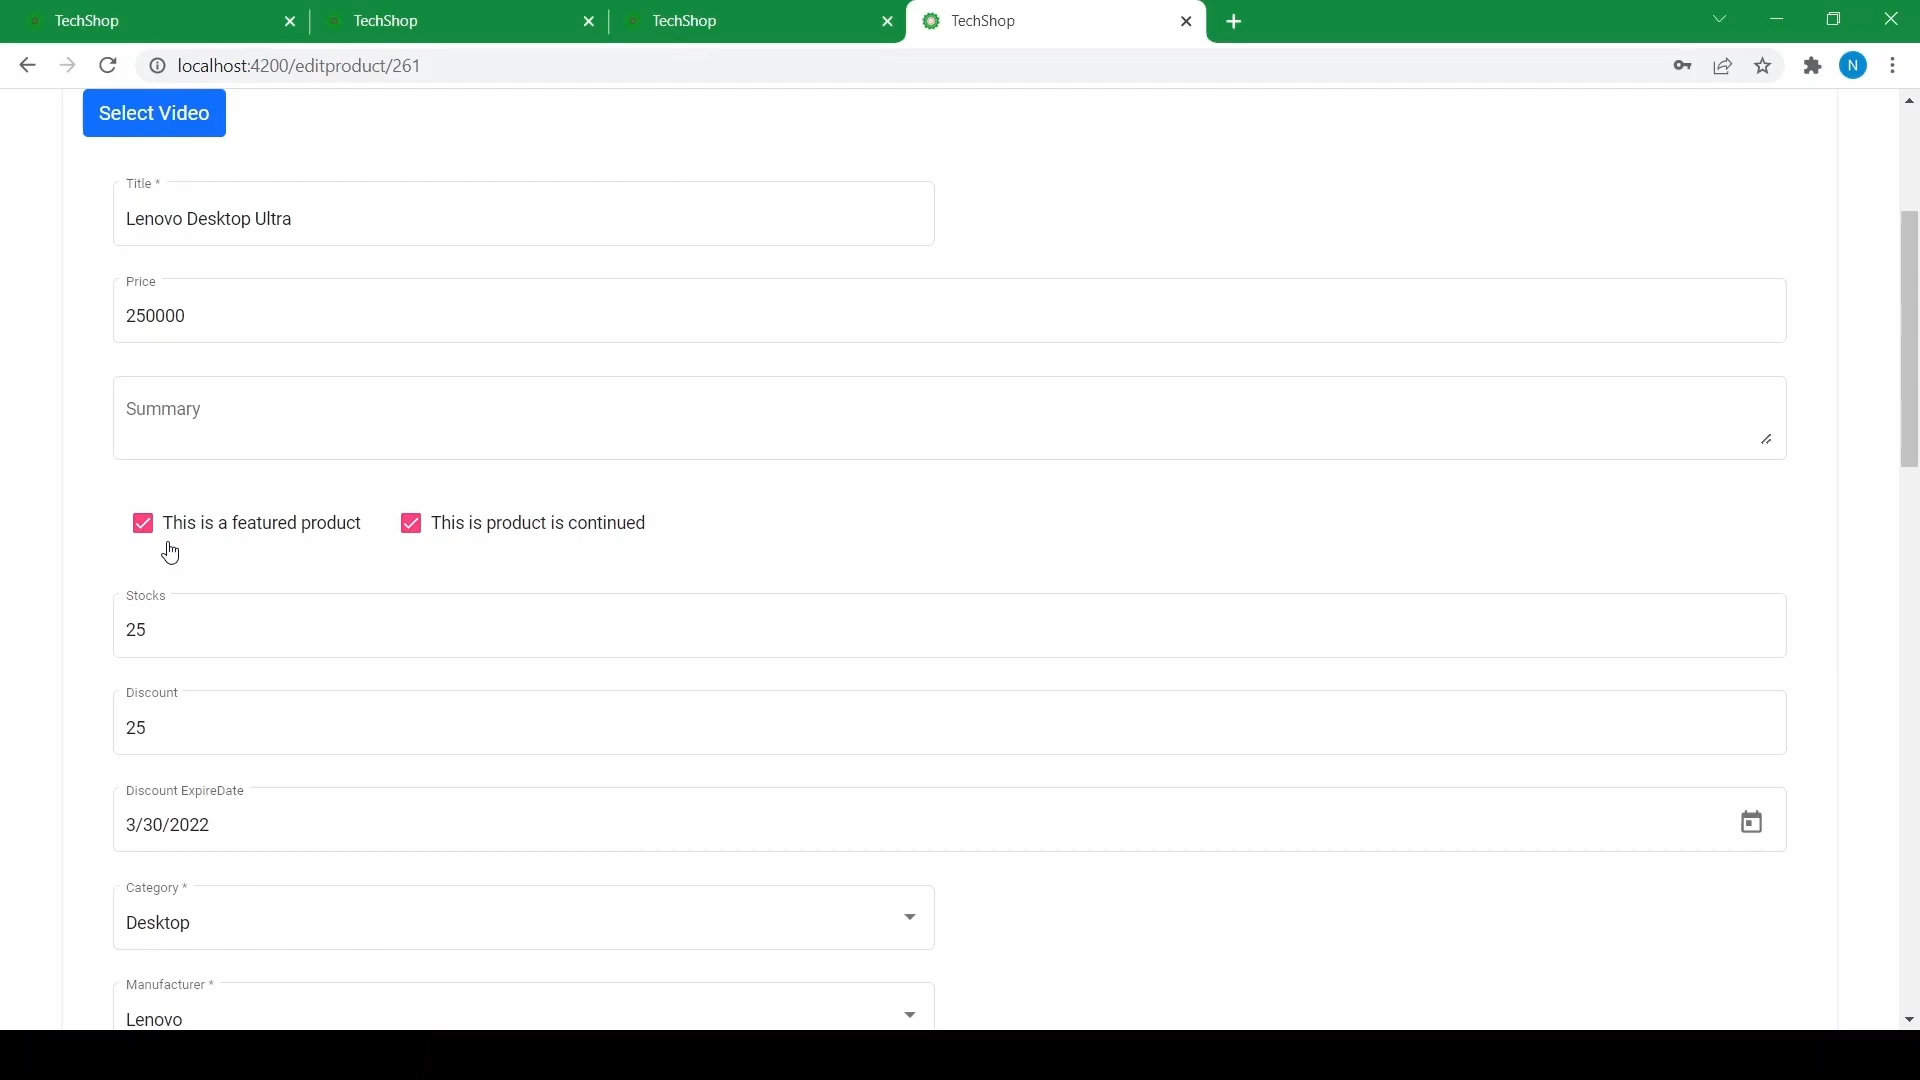 TechShop
TechShop
TechShop
TechShop
localhost:4200/editproduct/261
N
Select Video
Title *
Lenovo Desktop Ultra
Price
250000
Summary
This is a featured product
This is product is continued
Stocks
25
Discount
25
Discount ExpireDate
3/30/2022
Category *
Desktop
Manufacturer *
Lenovo